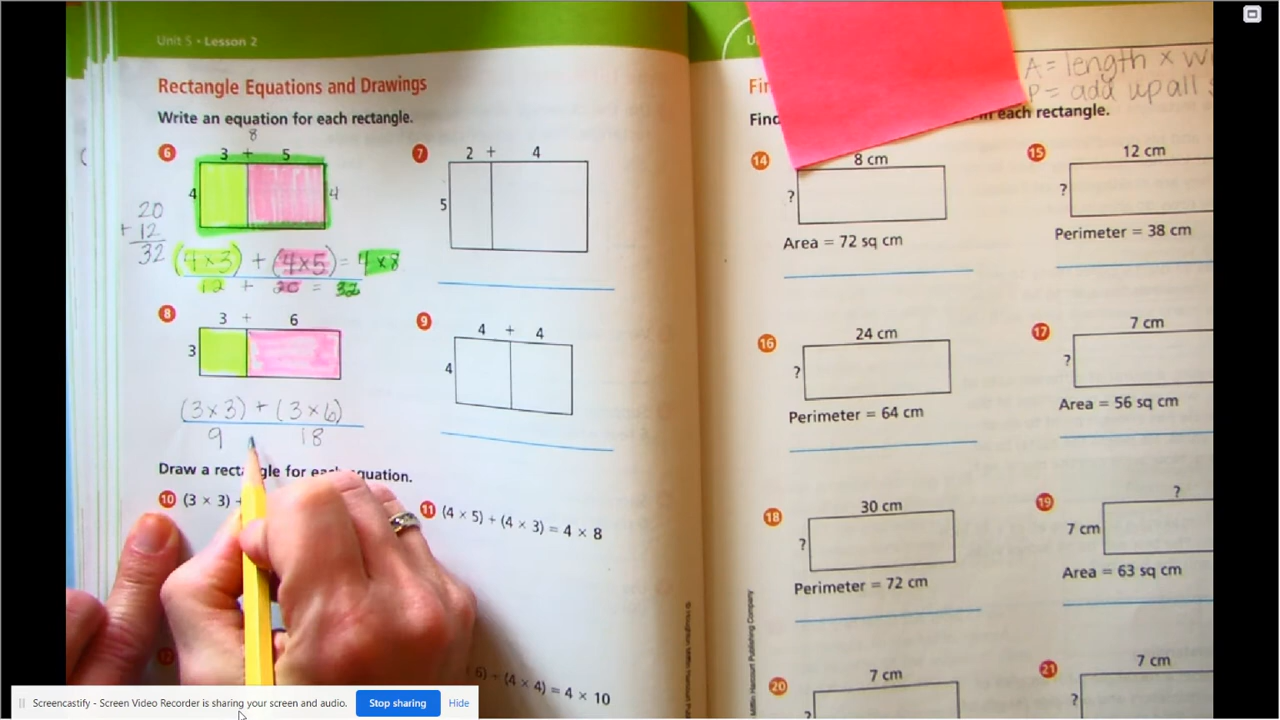 Unit 5 • Lesson 2
Rectangle Equations and Drawings
Write an equation for each rectangle.
8
6
3 + 5
4
4
20
+ 12
32
(4×3) + (4×5) = 4×8
12 + 20 = 32
7
2 + 4
5
8
3 + 6
3
(3×3) + (3×6)
9 18
9
4 + 4
4
Draw a rectangle for each equation.
10 (3 × 3) +
11 (4 × 5) + (4 × 3) = 4 × 8
6) + (4 × 4) = 4 × 10
A = length ×
P = add up all
Find
in each rectangle.
14
8 cm
?
Area = 72 sq cm
15
12 cm
?
Perimeter = 38 cm
16
24 cm
?
Perimeter = 64 cm
17
7 cm
?
Area = 56 sq cm
18
30 cm
?
Perimeter = 72 cm
19
?
7 cm
Area = 63 sq cm
20
7 cm
?
21
7 cm
?
Mifflin Harcourt Publishing Company
Screencastify - Screen Video Recorder is sharing your screen and audio.
Stop sharing
Hide